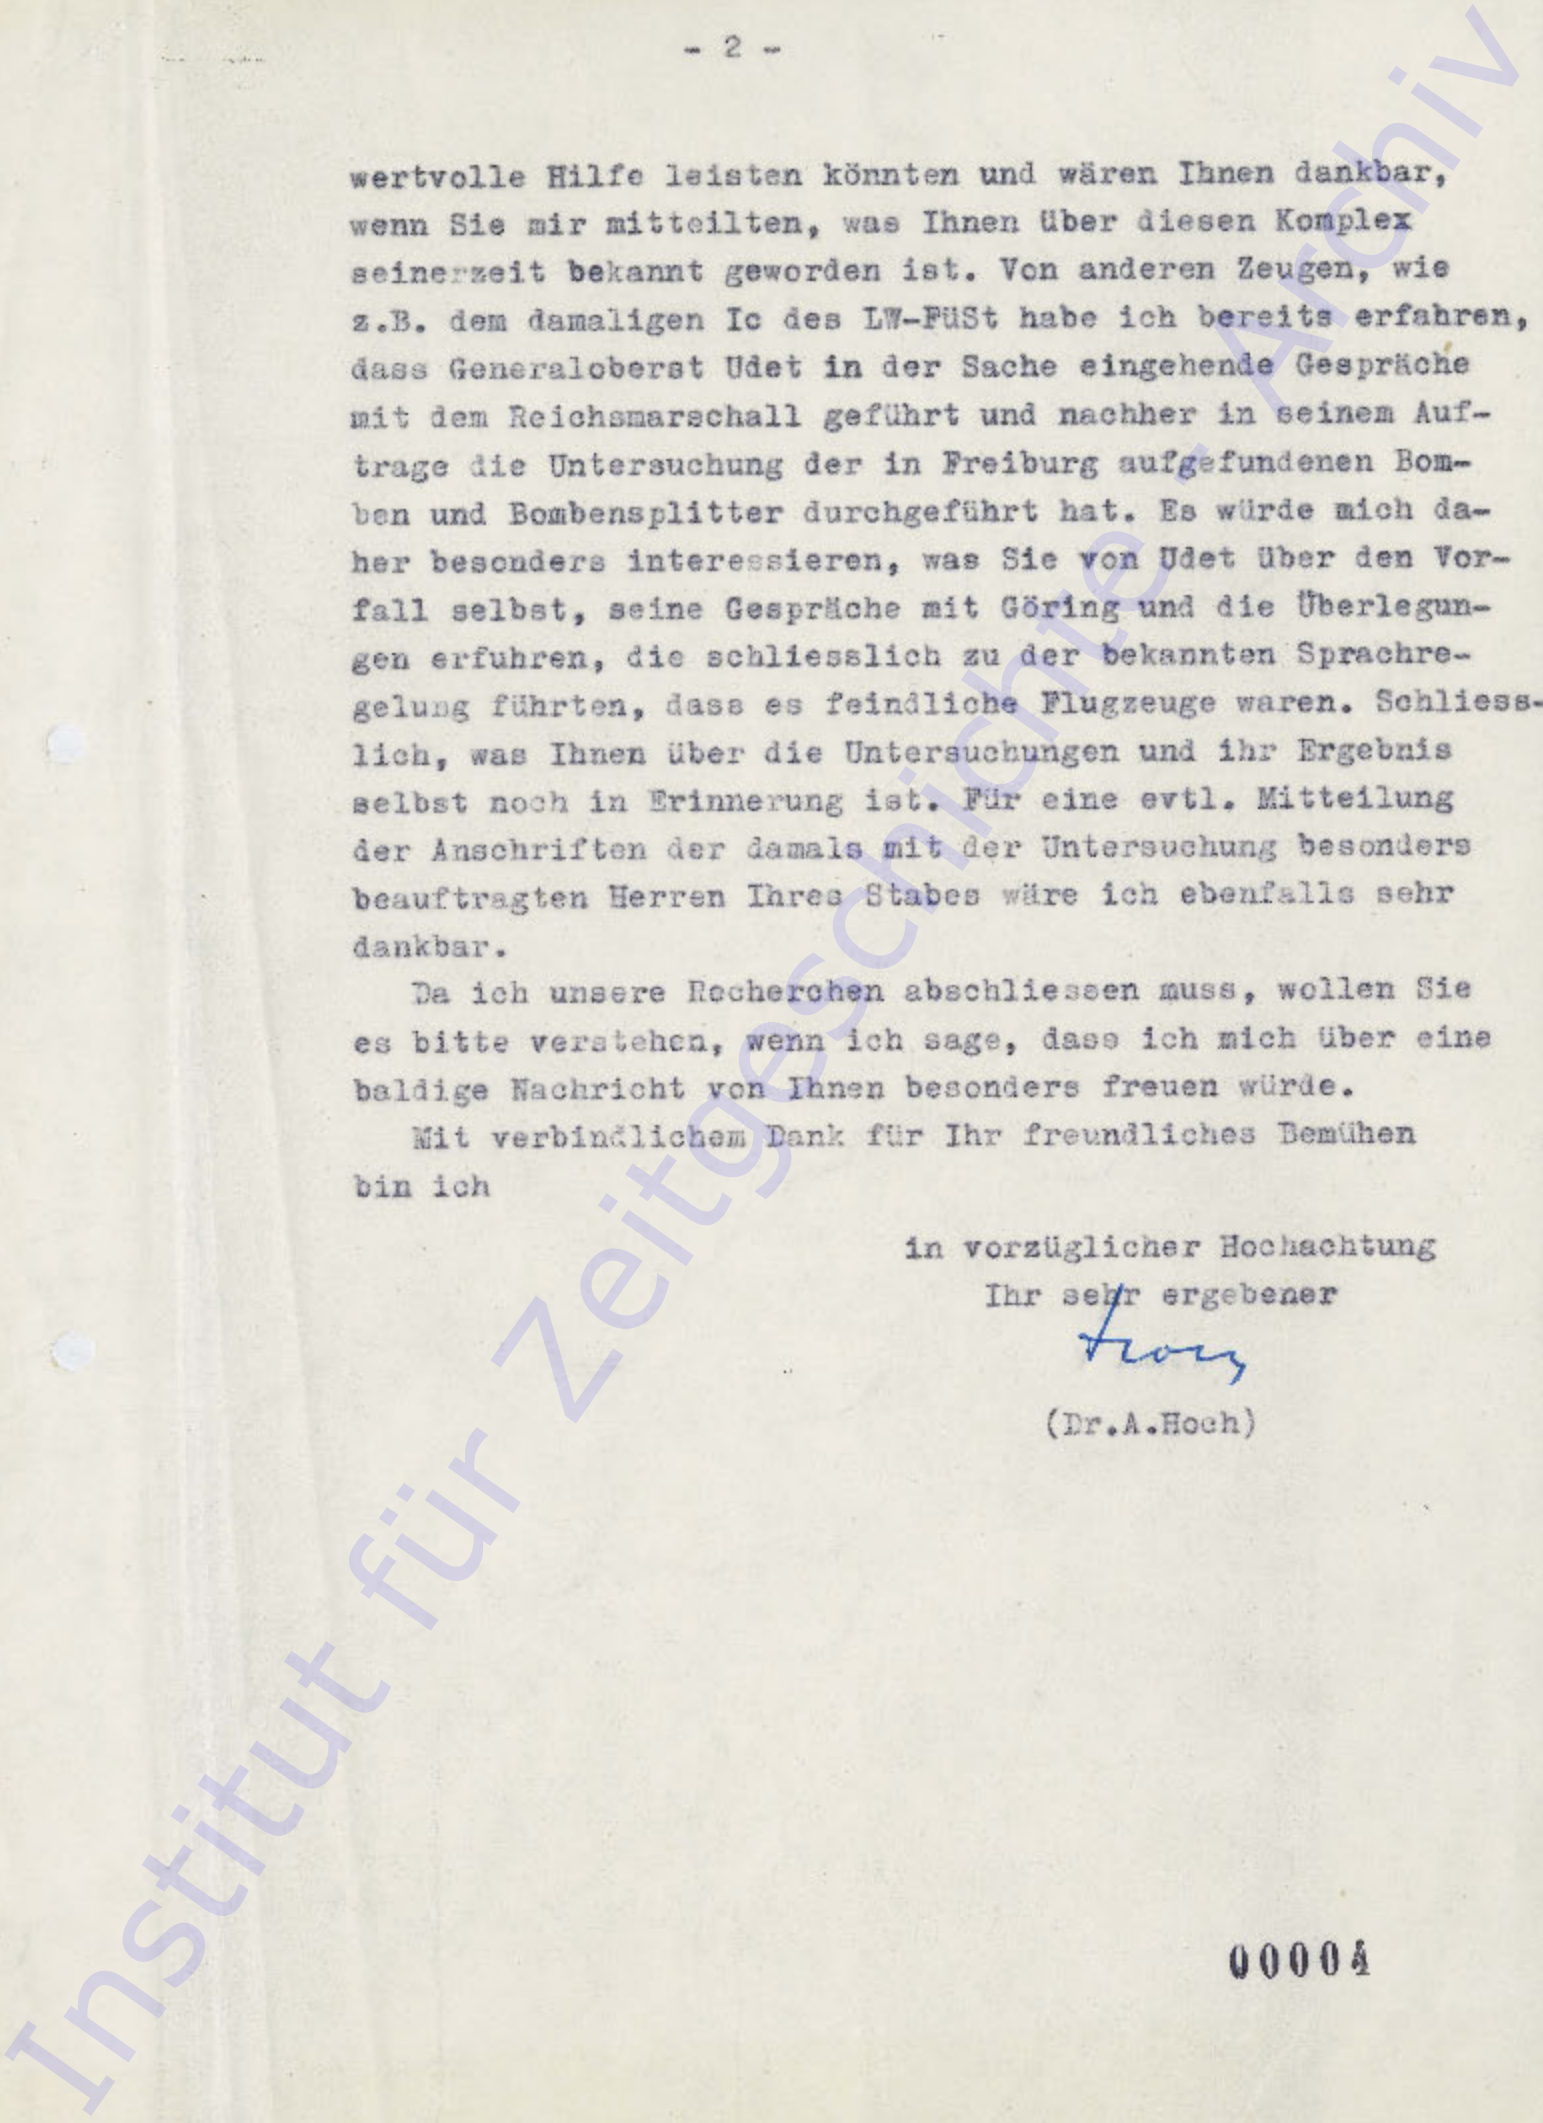 - 2 -
wertvolle Hilfe leisten könnten und wären Ihnen dankbar,
wenn Sie mir mitteilten, was Ihnen über diesen Komplex
seinerzeit bekannt geworden ist. Von anderen Zeugen, wie
z.B. dem damaligen Ic des LW-FüSt habe ich bereits erfahren,
dass Generaloberst Udet in der Sache eingehende Gespräche
mit dem Reichsmarschall geführt und nachher in seinem Auf-
trage die Untersuchung der in Freiburg aufgefundenen Bom-
ben und Bombensplitter durchgeführt hat. Es würde mich da-
her besonders interessieren, was Sie von Udet über den Vor-
fall selbst, seine Gespräche mit Göring und die Überlegun-
gen erfuhren, die schliesslich zu der bekannten Sprachre-
gelung führten, dass es feindliche Flugzeuge waren. Schliess-
lich, was Ihnen über die Untersuchungen und ihr Ergebnis
selbst noch in Erinnerung ist. Für eine evtl. Mitteilung
der Anschriften der damals mit der Untersuchung besonders
beauftragten Herren Ihres Stabes wäre ich ebenfalls sehr
dankbar.
Da ich unsere Recherchen abschliessen muss, wollen Sie
es bitte verstehen, wenn ich sage, dass ich mich über eine
baldige Nachricht von Ihnen besonders freuen würde.
Mit verbindlichem Dank für Ihr freundliches Bemühen
bin ich
in vorzüglicher Hochachtung
Ihr sehr ergebener
(Dr.A.Hoch)
00004
Institut für Zeitgeschichte - Archiv